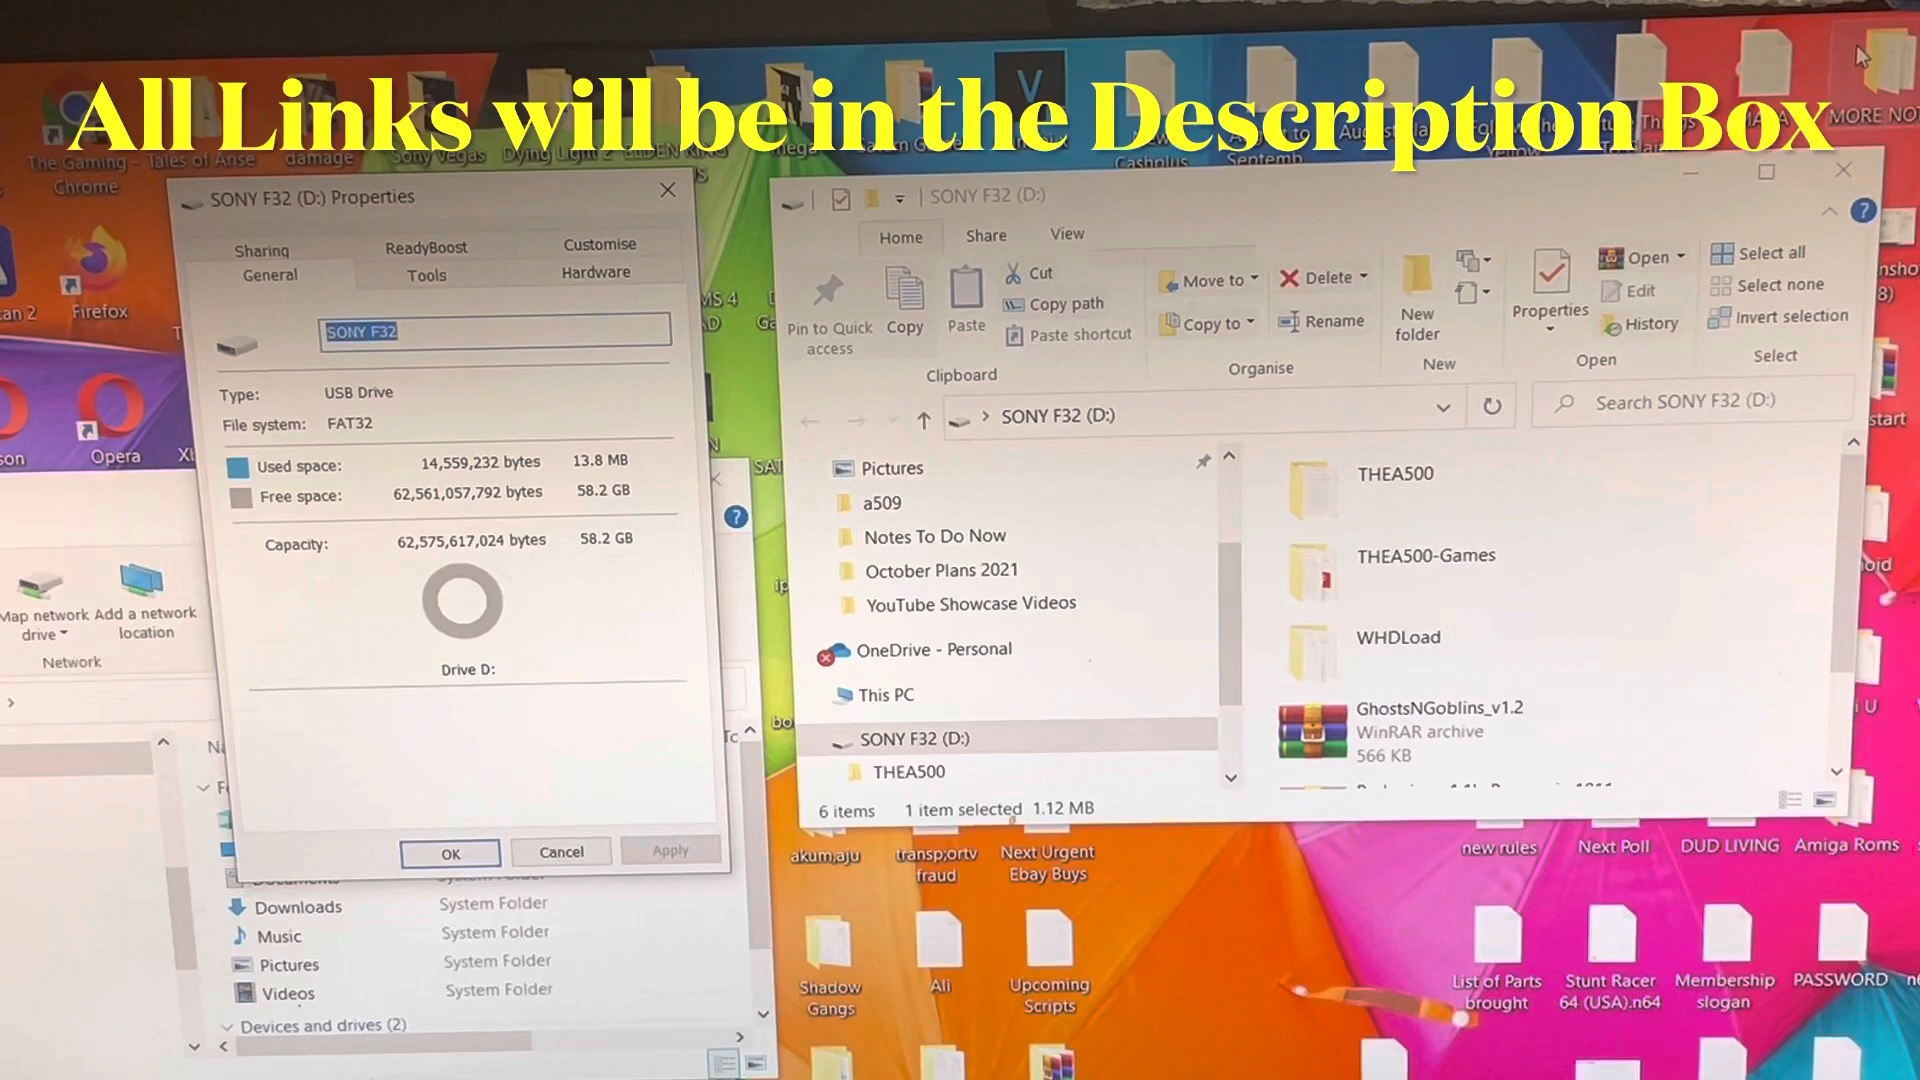 All Links will be in the Description Box
The Gaming -
Chrome
Tales of Arise
damage
Sony Vegas
Dying Light 2
ELDEN RING
Cashplus
Septemb
MORE NOT
SONY F32 (D:) Properties
Sharing
ReadyBoost
Customise
General
Tools
Hardware
SONY F32
Type:
USB Drive
File system:
FAT32
Used space:
14,559,232 bytes
13.8 MB
Free space:
62,561,057,792 bytes
58.2 GB
Capacity:
62,575,617,024 bytes
58.2 GB
Drive D:
OK
Cancel
Apply
Firefox
Opera
Map network
drive
Add a network
location
Network
Downloads
System Folder
Music
System Folder
Pictures
System Folder
Videos
System Folder
Devices and drives (2)
SONY F32 (D:)
Home
Share
View
Pin to Quick
access
Copy
Paste
Cut
Copy path
Paste shortcut
Clipboard
Move to
Copy to
Delete
Rename
Organise
New
folder
New
Properties
Open
Edit
History
Open
Select all
Select none
Invert selection
Select
SONY F32 (D:)
Search SONY F32 (D:)
Pictures
a509
Notes To Do Now
October Plans 2021
YouTube Showcase Videos
OneDrive - Personal
This PC
SONY F32 (D:)
THEA500
THEA500
THEA500-Games
WHDLoad
GhostsNGoblins_v1.2
WinRAR archive
566 KB
6 items
1 item selected 1.12 MB
akum,aju
transp;ortv
fraud
Next Urgent
Ebay Buys
new rules
Next Poll
DUD LIVING
Amiga Roms
Shadow
Gangs
Ali
Upcoming
Scripts
List of Parts
brought
Stunt Racer
64 (USA).n64
Membership
slogan
PASSWORD